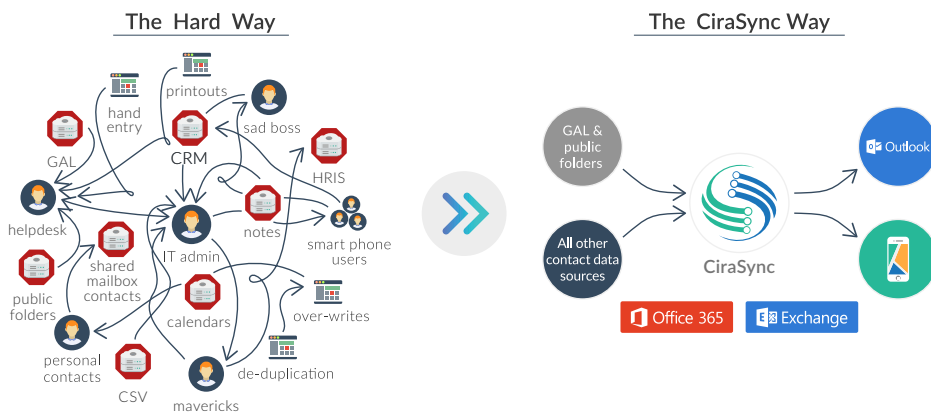 The Hard Way
printouts
hand
entry
sad boss
GAL
CRM
HRIS
helpdesk
IT admin
notes
smart phone
users
shared
mailbox
contacts
public
folders
calendars
over-writes
personal
contacts
CSV
mavericks
de-duplication
The CiraSync Way
GAL &
public
folders
Outlook
All other
contact data
sources
CiraSync
Office 365
Exchange